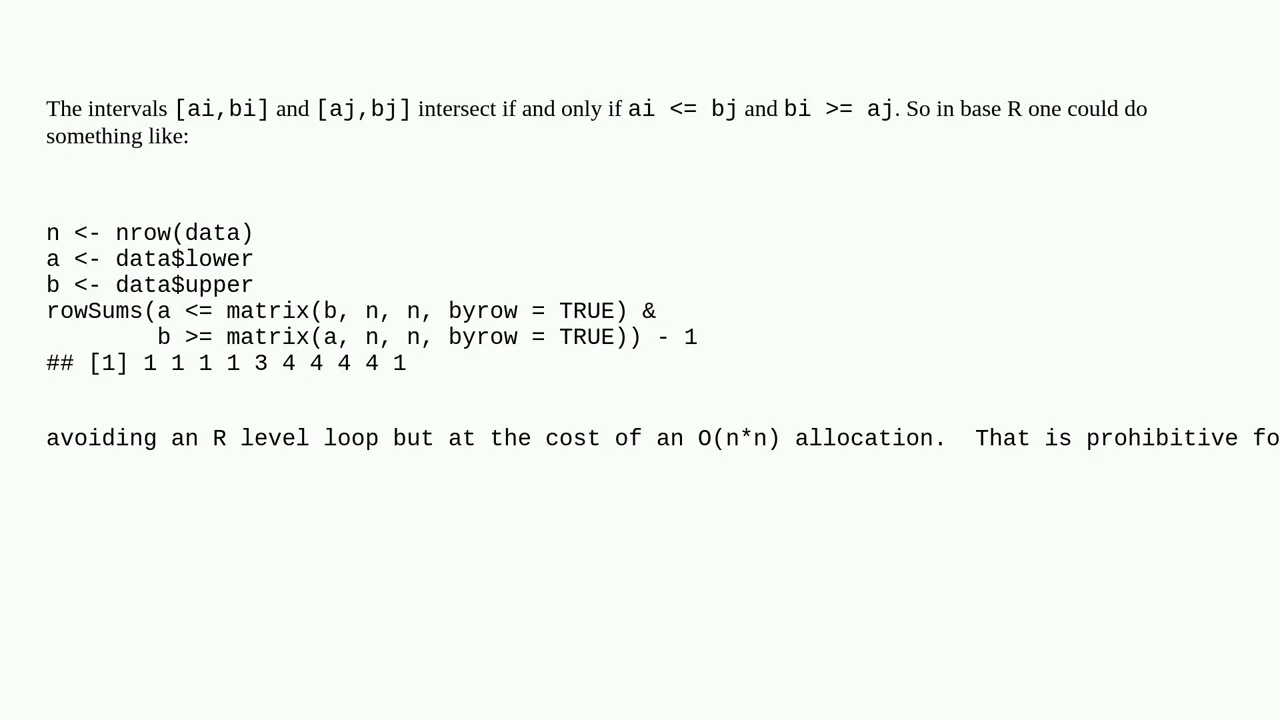 The intervals [ai,bi] and [aj,bj] intersect if and only if ai <= bj and bi >= aj. So in base R one could do
something like:
n <- nrow(data)
a <- data$lower
b <- data$upper
rowSums(a <= matrix(b, n, n, byrow = TRUE) &
        b >= matrix(a, n, n, byrow = TRUE)) - 1
## [1] 1 1 1 1 3 4 4 4 4 1
avoiding an R level loop but at the cost of an O(n*n) allocation.  That is prohibitive